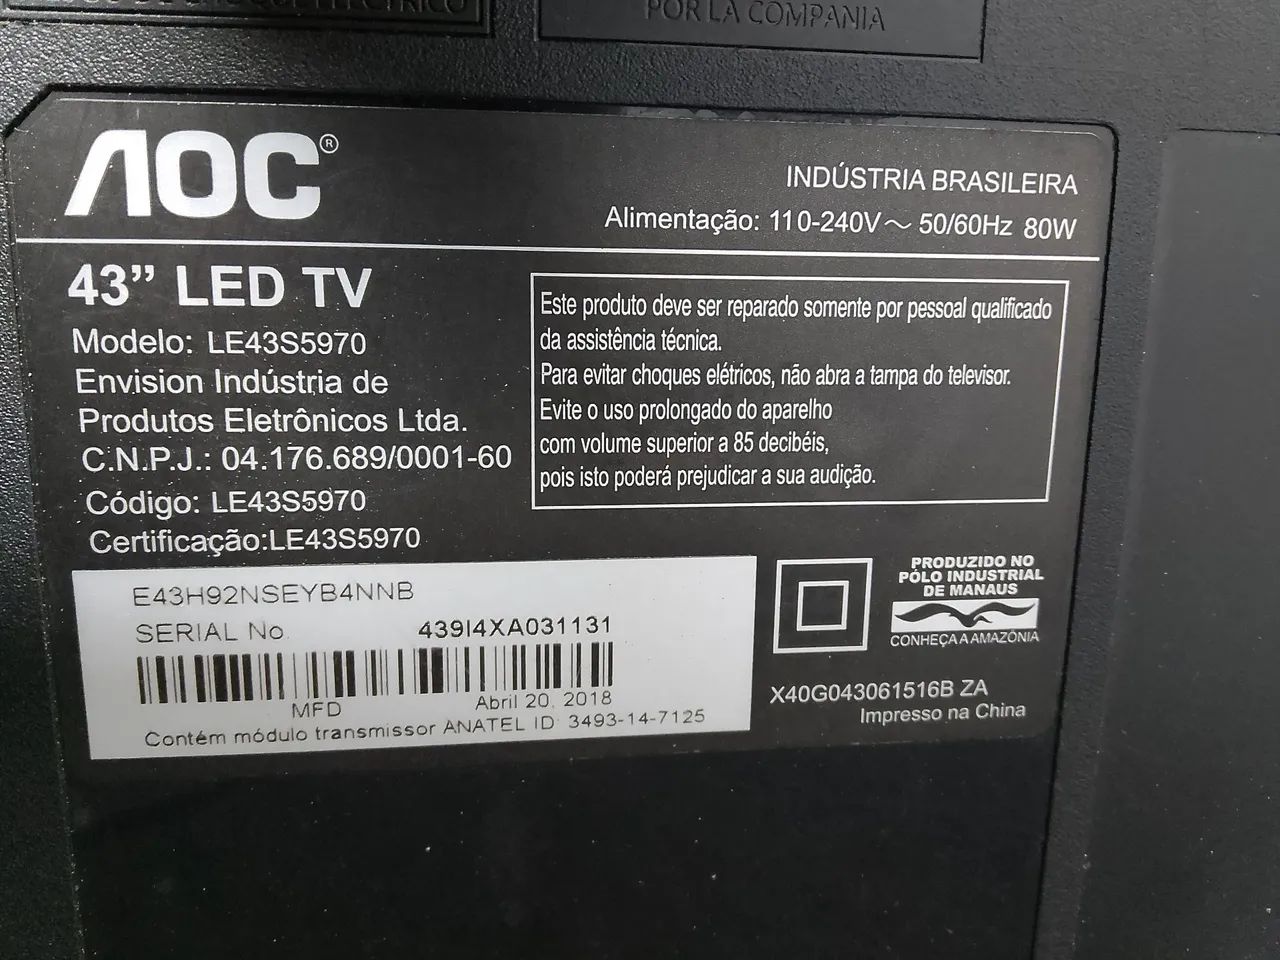 POR LA COMPANIA
AOC®
INDÚSTRIA BRASILEIRA
Alimentação: 110-240V～ 50/60Hz 80W
43” LED TV
Modelo: LE43S5970
Envision Indústria de
Produtos Eletrônicos Ltda.
C.N.P.J.: 04.176.689/0001-60
Código: LE43S5970
Certificação:LE43S5970
Este produto deve ser reparado somente por pessoal qualificado
da assistência técnica.
Para evitar choques elétricos, não abra a tampa do televisor.
Evite o uso prolongado do aparelho
com volume superior a 85 decibéis,
pois isto poderá prejudicar a sua audição.
E43H92NSEYB4NNB
SERIAL No. 439I4XA031131
MFD Abril 20, 2018
Contém módulo transmissor ANATEL ID: 3493-14-7125
PRODUZIDO NO
PÓLO INDUSTRIAL
DE MANAUS
CONHEÇA A AMAZÔNIA
X40G043061516B ZA
Impresso na China